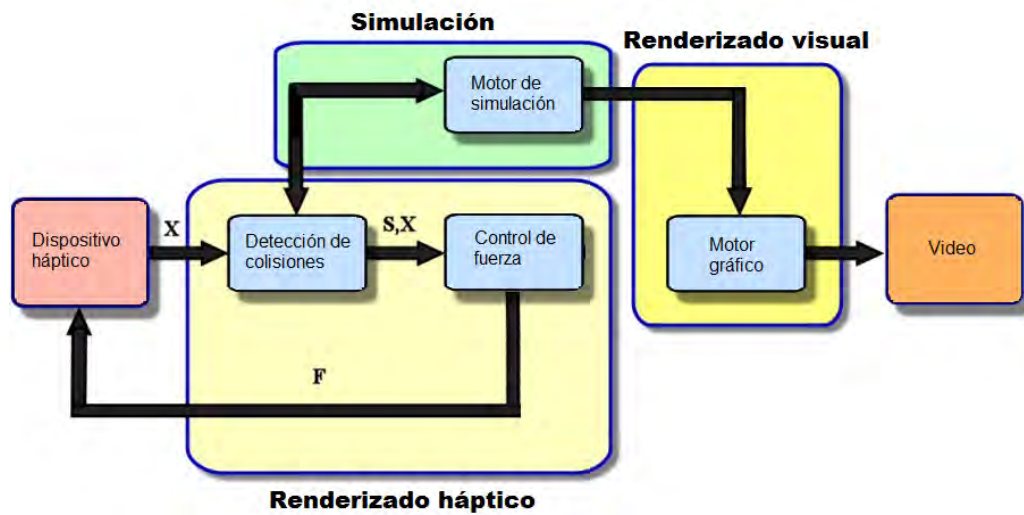 Simulación
Renderizado visual
Motor de
simulación
Dispositivo
háptico
X
Detección de
colisiones
S,X
Control de
fuerza
Motor
gráfico
Video
F
Renderizado háptico